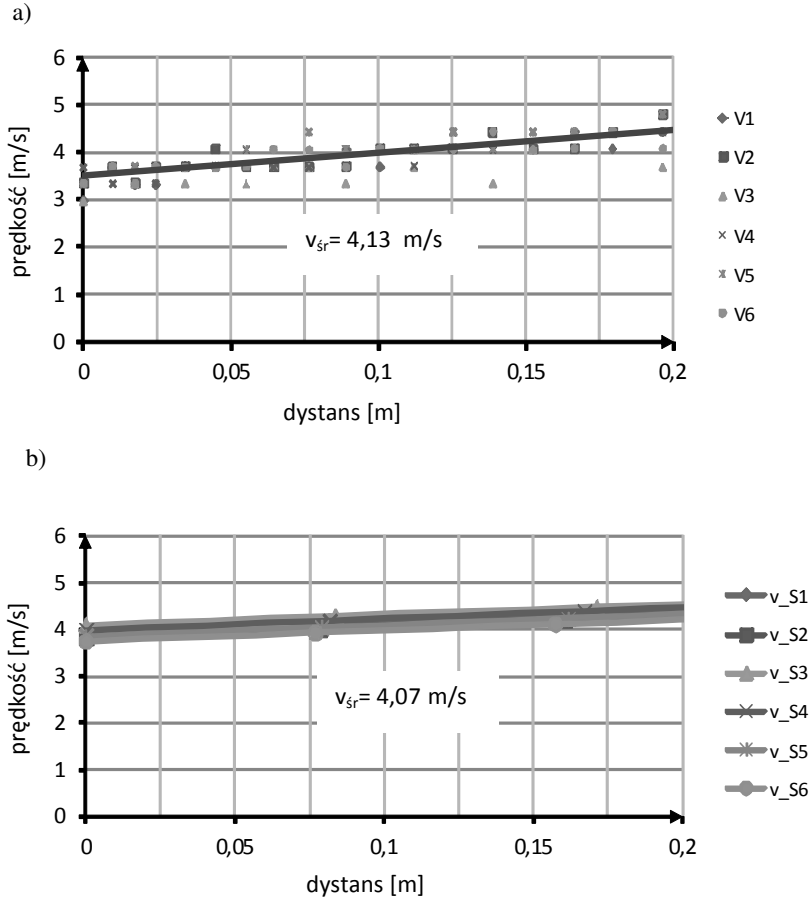 a)
6
5
4
3
2
1
0
prędkość [m/s]
vśr= 4,13 m/s
0 0,05 0,1 0,15 0,2
dystans [m]
V1
V2
V3
V4
V5
V6
b)
6
5
4
3
2
1
0
prędkość [m/s]
vśr= 4,07 m/s
0 0,05 0,1 0,15 0,2
dystans [m]
v_S1
v_S2
v_S3
v_S4
v_S5
v_S6